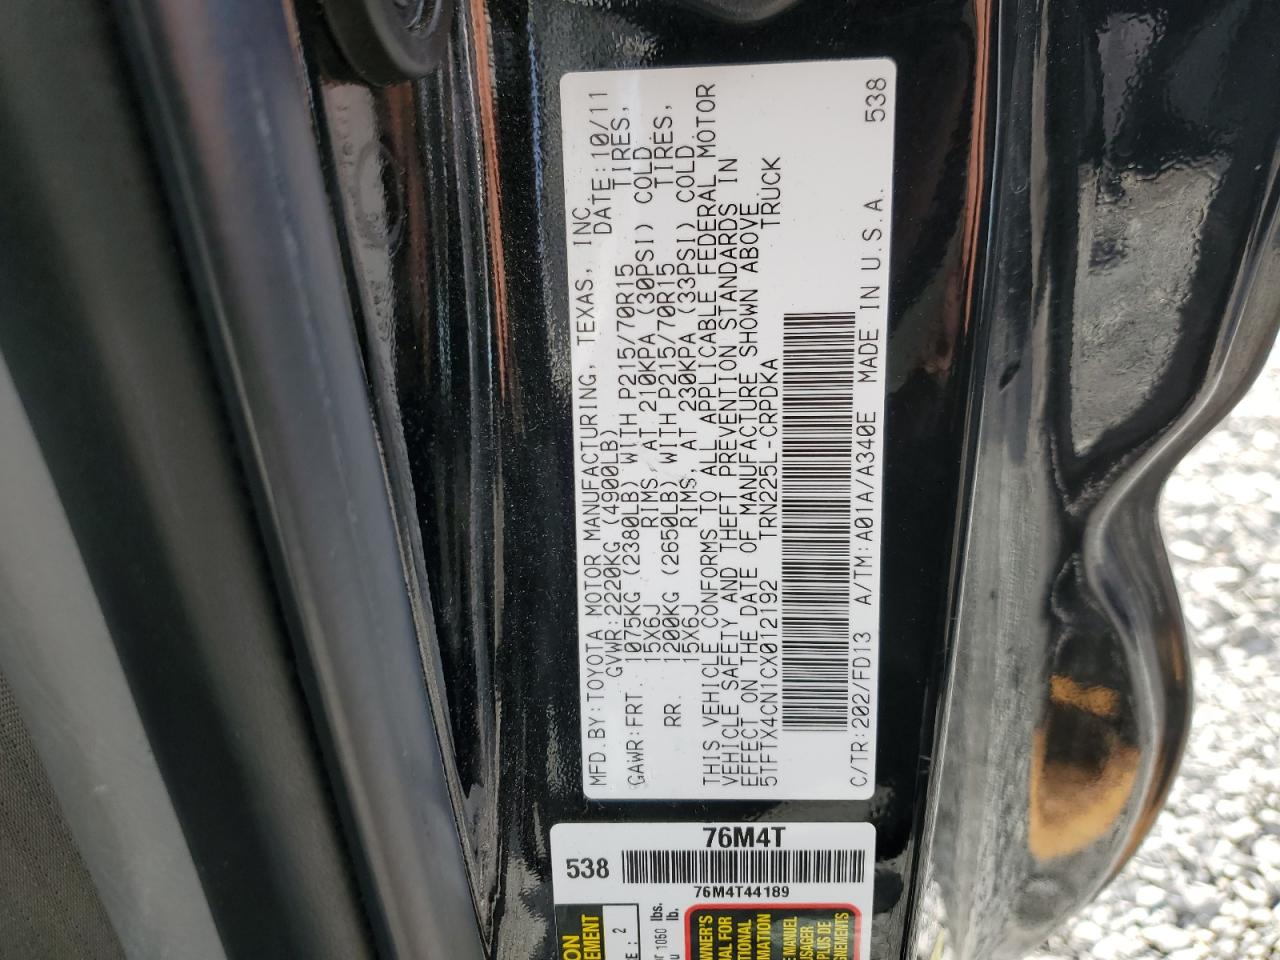 MFD.BY:TOYOTA MOTOR MANUFACTURING, TEXAS, INC
GVWR:2220KG (4900LB) DATE:10/11
GAWR:FRT. 1075KG (2380LB) WITH P215/70R15 TIRES,
15X6J RIMS, AT 210KPA (30PSI) COLD
RR. 1200KG (2650LB) WITH P215/70R15 TIRES,
15X6J RIMS, AT 230KPA (33PSI) COLD
THIS VEHICLE CONFORMS TO ALL APPLICABLE FEDERAL MOTOR
VEHICLE SAFETY AND THEFT PREVENTION STANDARDS IN
EFFECT ON THE DATE OF MANUFACTURE SHOWN ABOVE
5TFTX4CN1CX012192 TRN225L-CRPDKA TRUCK
C/TR:202/FD13 A/TM:A01A/A340E MADE IN U.S.A. 538
76M4T
538
76M4T44189